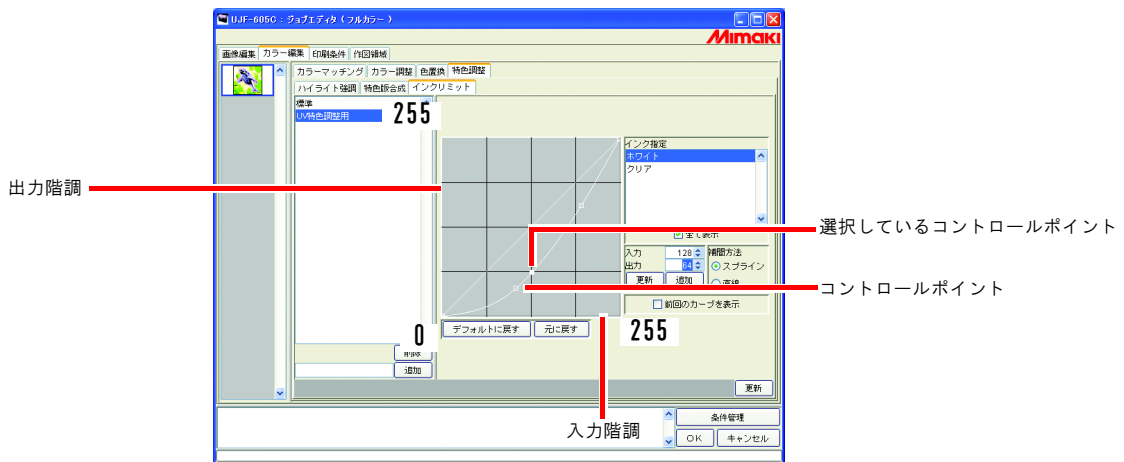 UJF-605C : ジョブエディタ ( フルカラー )
Mimaki
画像編集 カラー編集 印刷条件 作図領域
カラーマッチング カラー調整 色置換 特色調整
ハイライト強調 特色版合成 インクリミット
標準
UV特色調整用
255
インク指定
ホワイト
クリア
出力階調
全て表示
選択しているコントロールポイント
入力 128 補間方法
出力 64 スプライン
更新 追加 直線
コントロールポイント
前回のカーブを表示
0
デフォルトに戻す 元に戻す
255
削除
追加
更新
入力階調
条件管理
OK キャンセル